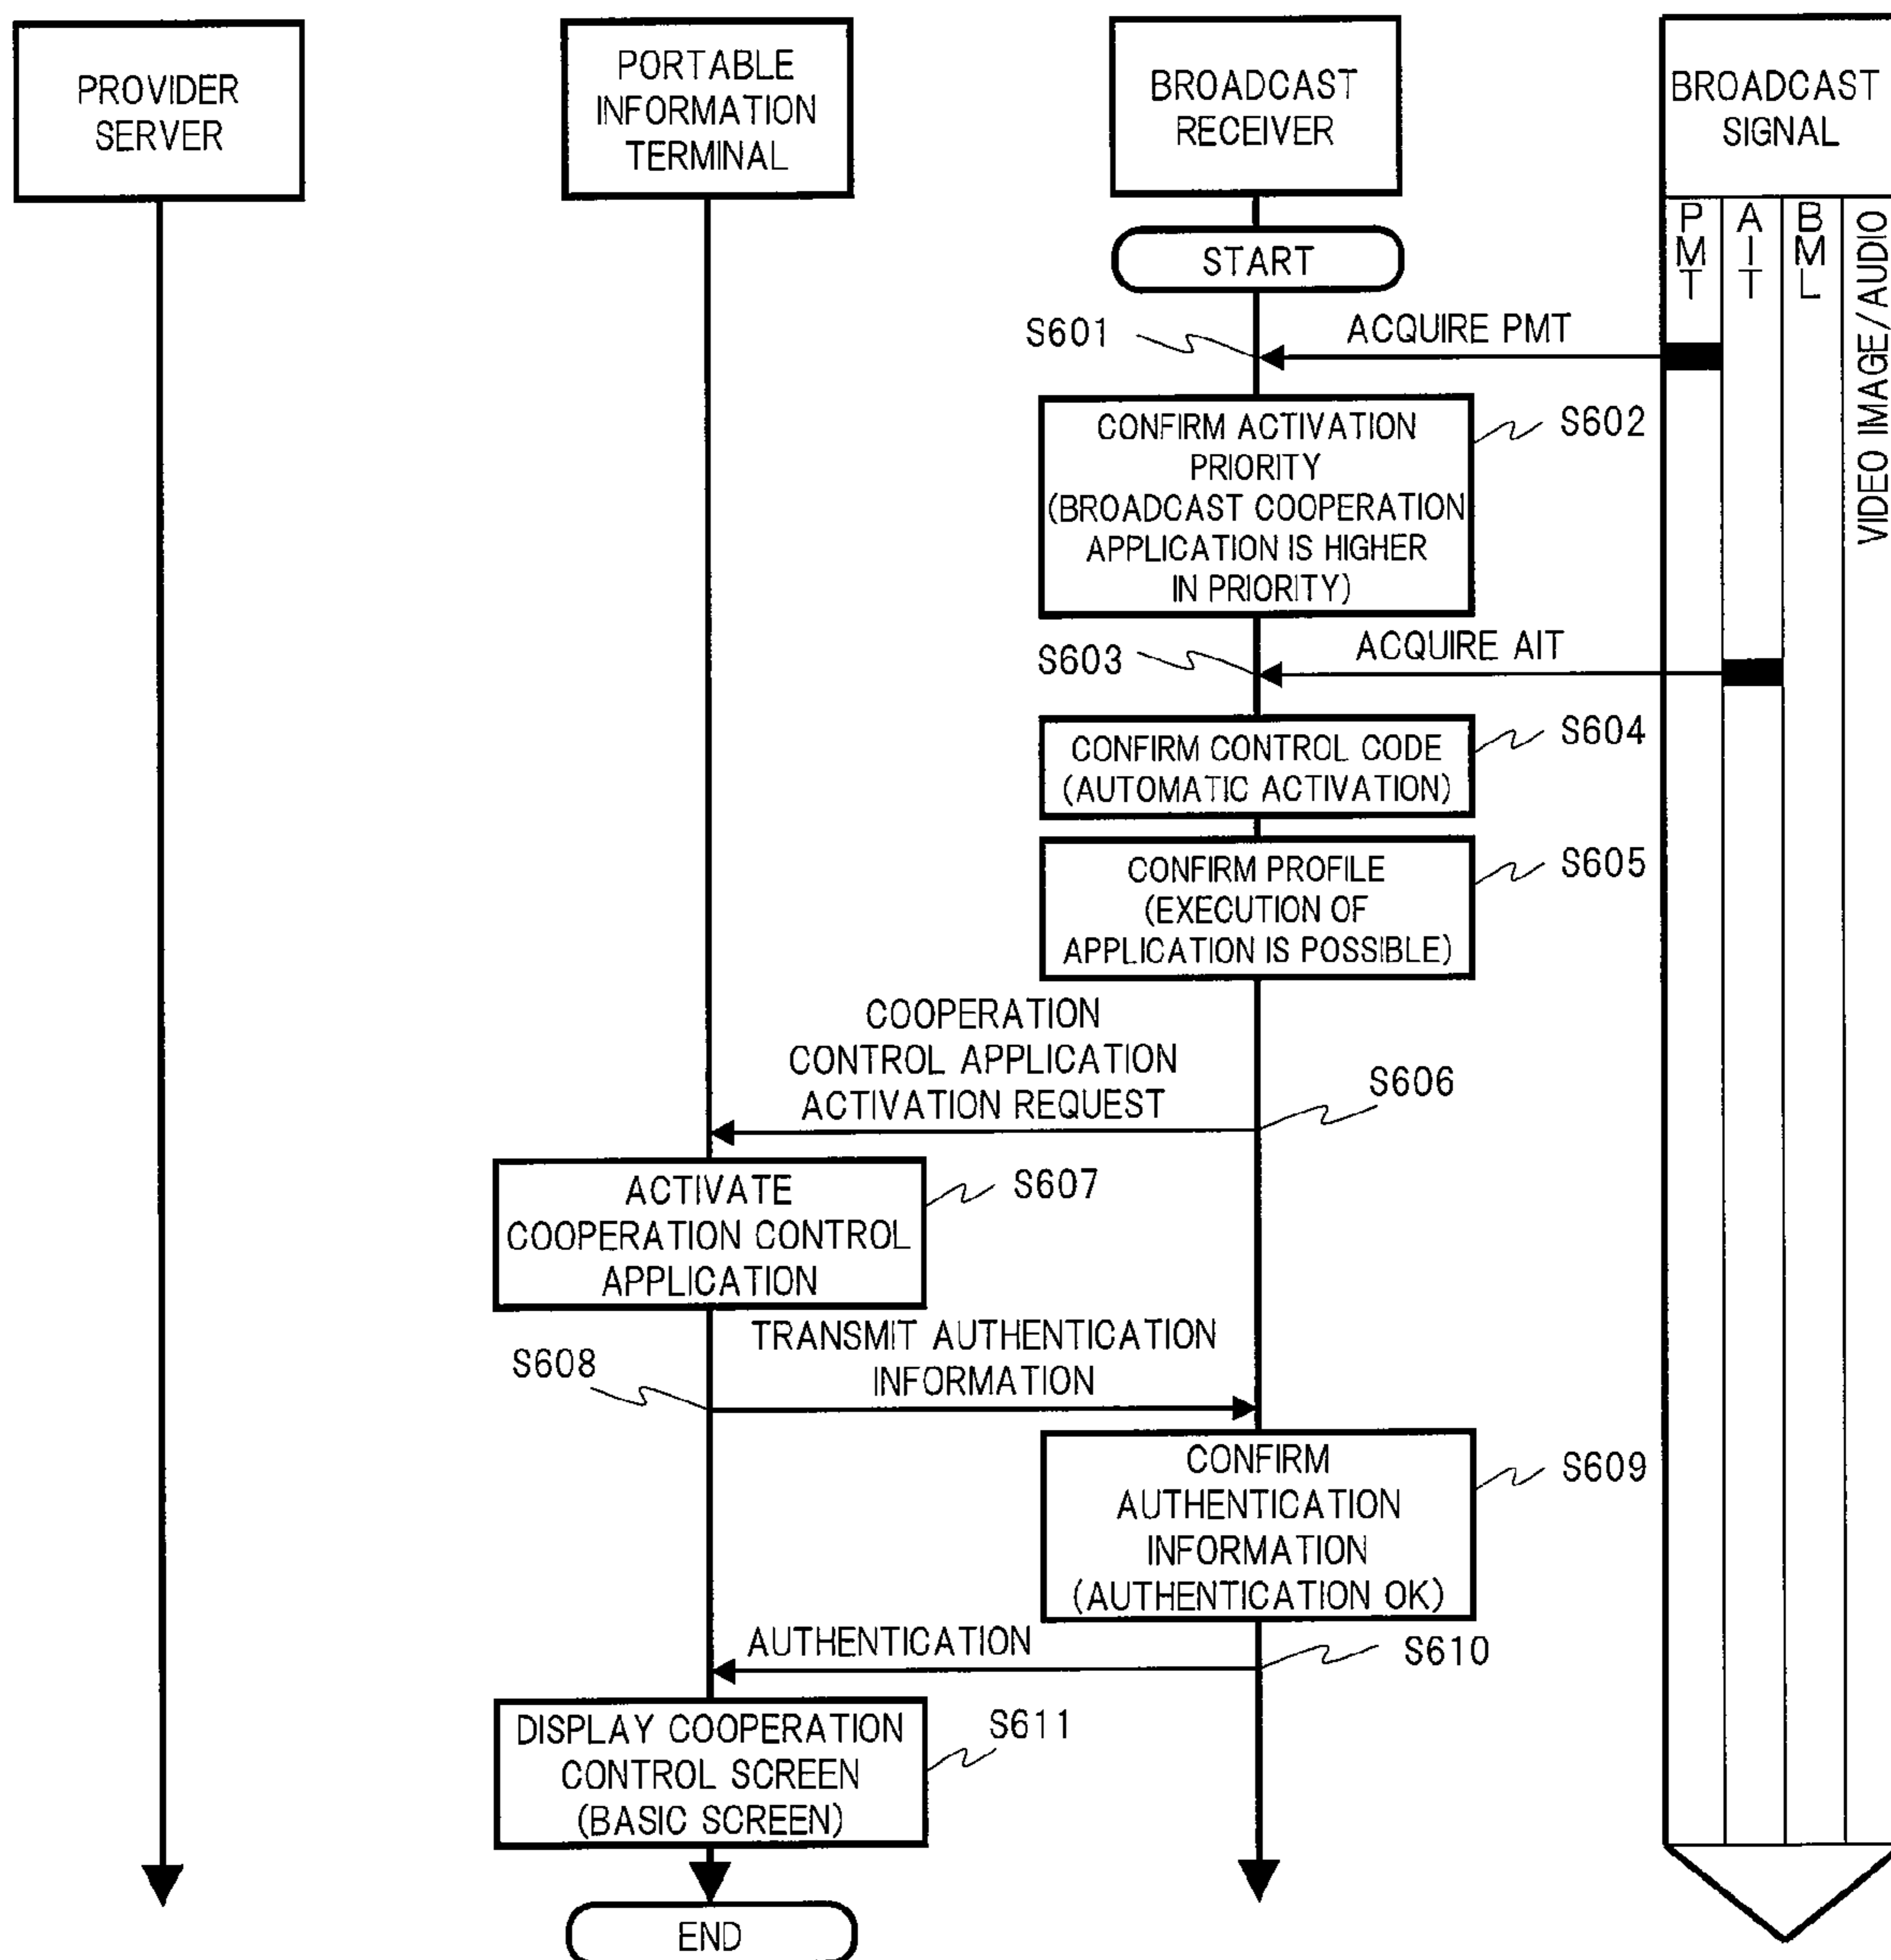 PROVIDER
SERVER
PORTABLE
INFORMATION
TERMINAL
BROADCAST
RECEIVER
BROADCAST
SIGNAL
PMT
AIT
BML
VIDEO IMAGE/AUDIO
START
S601
ACQUIRE PMT
CONFIRM ACTIVATION
PRIORITY
(BROADCAST COOPERATION
APPLICATION IS HIGHER
IN PRIORITY)
S602
S603
ACQUIRE AIT
CONFIRM CONTROL CODE
(AUTOMATIC ACTIVATION)
S604
CONFIRM PROFILE
(EXECUTION OF
APPLICATION IS POSSIBLE)
S605
COOPERATION
CONTROL APPLICATION
ACTIVATION REQUEST
S606
ACTIVATE
COOPERATION CONTROL
APPLICATION
S607
S608
TRANSMIT AUTHENTICATION
INFORMATION
CONFIRM
AUTHENTICATION
INFORMATION
(AUTHENTICATION OK)
S609
AUTHENTICATION
S610
DISPLAY COOPERATION
CONTROL SCREEN
(BASIC SCREEN)
S611
END